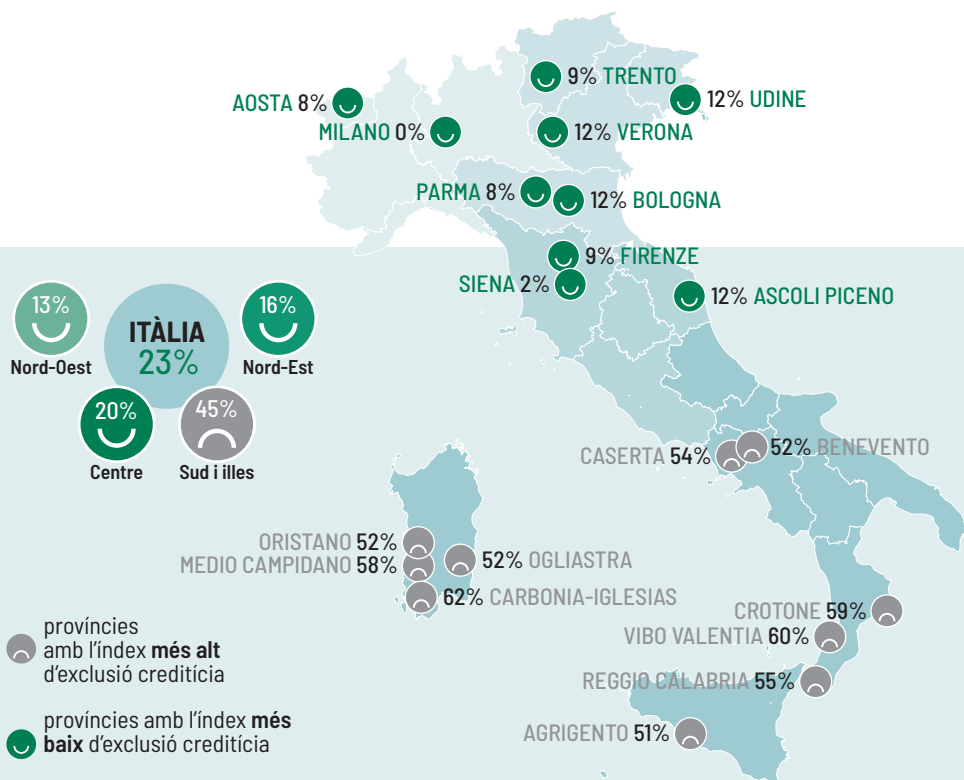 9% TRENTO
AOSTA 8%
12% UDINE
MILANO 0%
12% VERONA
PARMA 8%
12% BOLOGNA
9% FIRENZE
SIENA 2%
12% ASCOLI PICENO
13%
Nord-Oest
ITÀLIA
23%
16%
Nord-Est
20%
Centre
45%
Sud i illes
CASERTA 54%
52% BENEVENTO
ORISTANO 52%
MEDIO CAMPIDANO 58%
52% OGLIASTRA
62% CARBONIA-IGLESIAS
CROTONE 59%
VIBO VALENTIA 60%
REGGIO CALABRIA 55%
AGRIGENTO 51%
províncies
amb l’índex més alt
d’exclusió creditícia
províncies amb l’índex més
baix d’exclusió creditícia